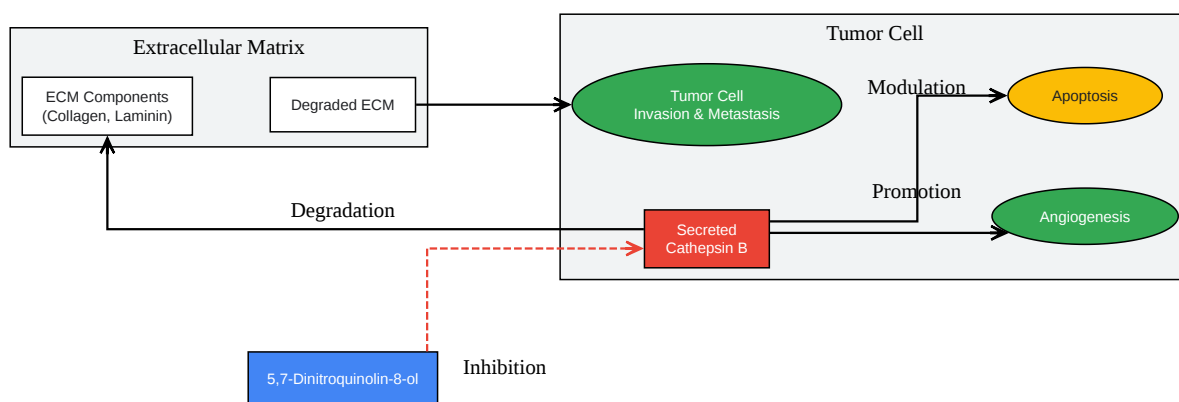 Extracellular Matrix
ECM Components
(Collagen, Laminin)
Degraded ECM
Tumor Cell
Tumor Cell
Invasion & Metastasis
Modulation
Apoptosis
Degradation
Secreted
Cathepsin B
Promotion
Angiogenesis
5,7-Dinitroquinolin-8-ol
Inhibition